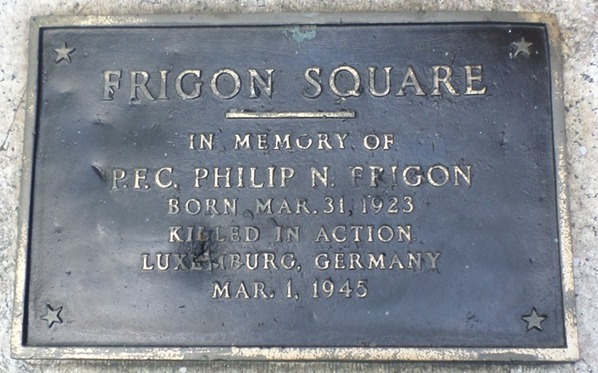 FRIGON SQUARE
IN MEMORY OF
P.F.C. PHILIP N. FRIGON
BORN MAR. 31, 1923
KILLED IN ACTION
LUXEMBURG, GERMANY
MAR. 1, 1945